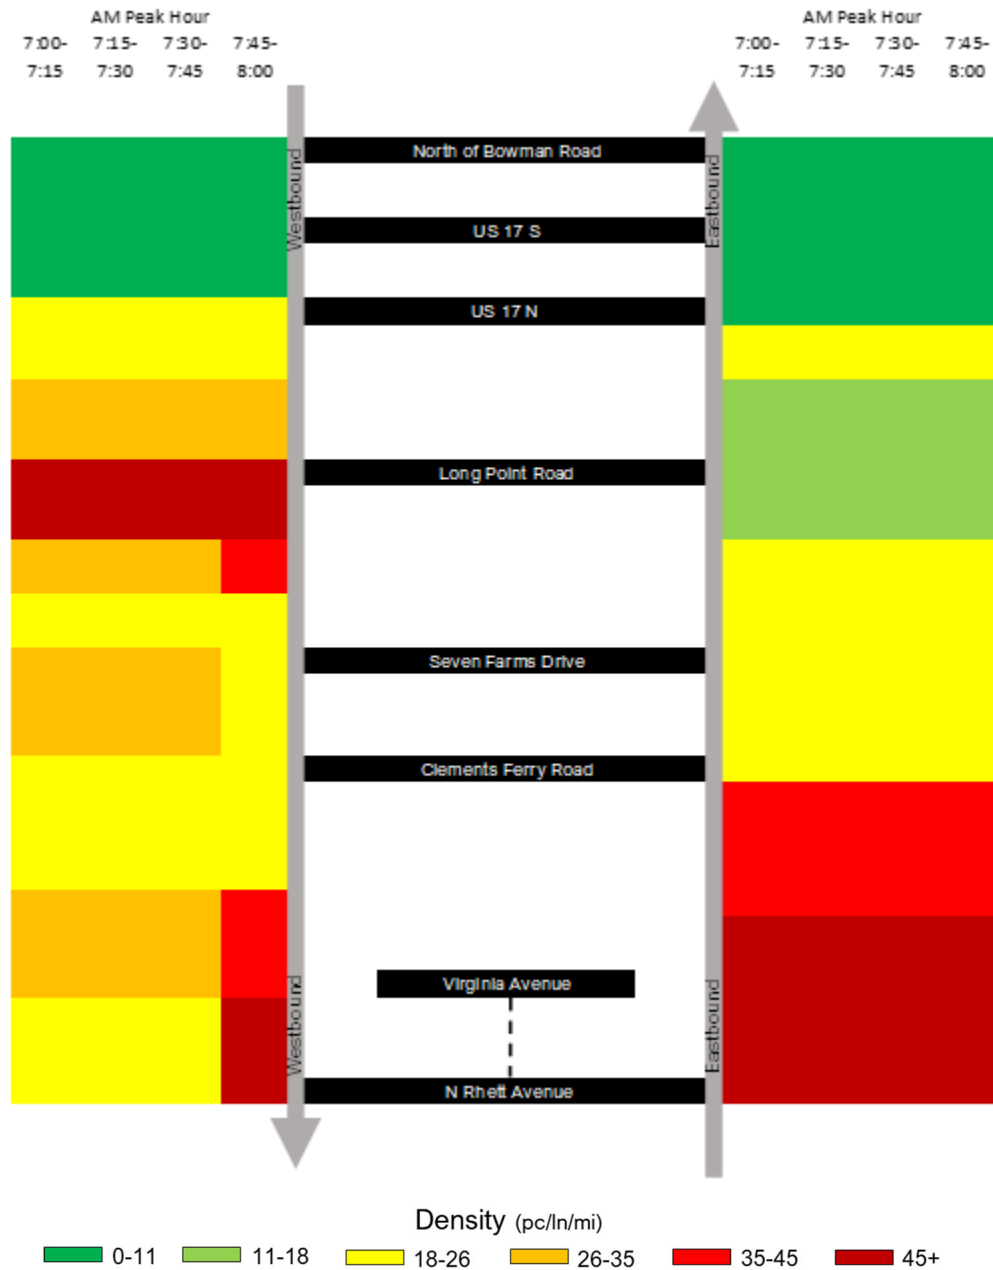 AM Peak Hour
7:00- 7:15- 7:30- 7:45-
7:15 7:30 7:45 8:00
AM Peak Hour
7:00- 7:15- 7:30- 7:45-
7:15 7:30 7:45 8:00
Westbound
Eastbound
North of Bowman Road
US 17 S
US 17 N
Long Point Road
Seven Farms Drive
Clements Ferry Road
Virginia Avenue
Westbound
Eastbound
N Rhett Avenue
Density (pc/ln/mi)
0-11 11-18 18-26 26-35 35-45 45+